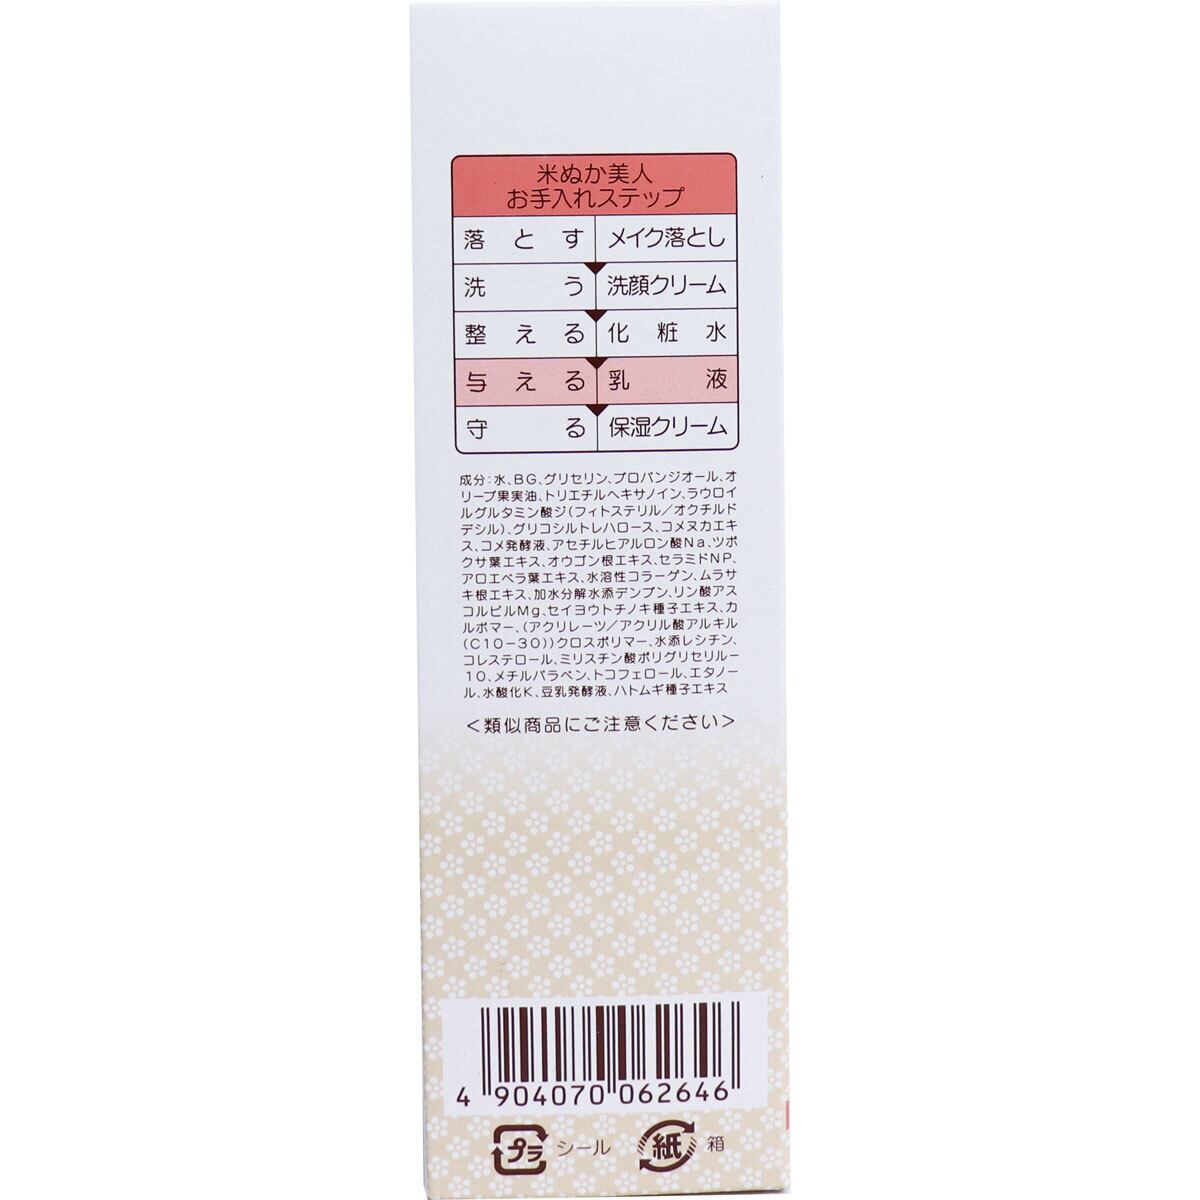 米ぬか美人
お手入れステップ
落とす メイク落とし
洗う 洗顔クリーム
整える 化粧水
与える 乳液
守る 保湿クリーム
成分:水、BG、グリセリン、プロパンジオール、オ
リーブ果実油、トリエチルヘキサノイン、ラウロイ
ルグルタミン酸ジ(フィトステリル/オクチルド
デシル)、グリコシルトレハロース、コメヌカエキ
ス、コメ発酵液、アセチルヒアルロン酸Na、ツボ
クサ葉エキス、オウゴン根エキス、セラミドNP、
アロエベラ葉エキス、水溶性コラーゲン、ムラサ
キ根エキス、加水分解水添デンプン、リン酸アス
コルビルMg、セイヨウトチノキ種子エキス、カ
ルボマー、(アクリレーツ/アクリル酸アルキル
(C10-30))クロスポリマー、水添レシチン、
コレステロール、ミリスチン酸ポリグリセリル-
10、メチルパラベン、トコフェロール、エタノー
ル、水酸化K、豆乳発酵液、ハトムギ種子エキス
<類似商品にご注意ください>
4 904070 062646
プラ シール 紙 箱